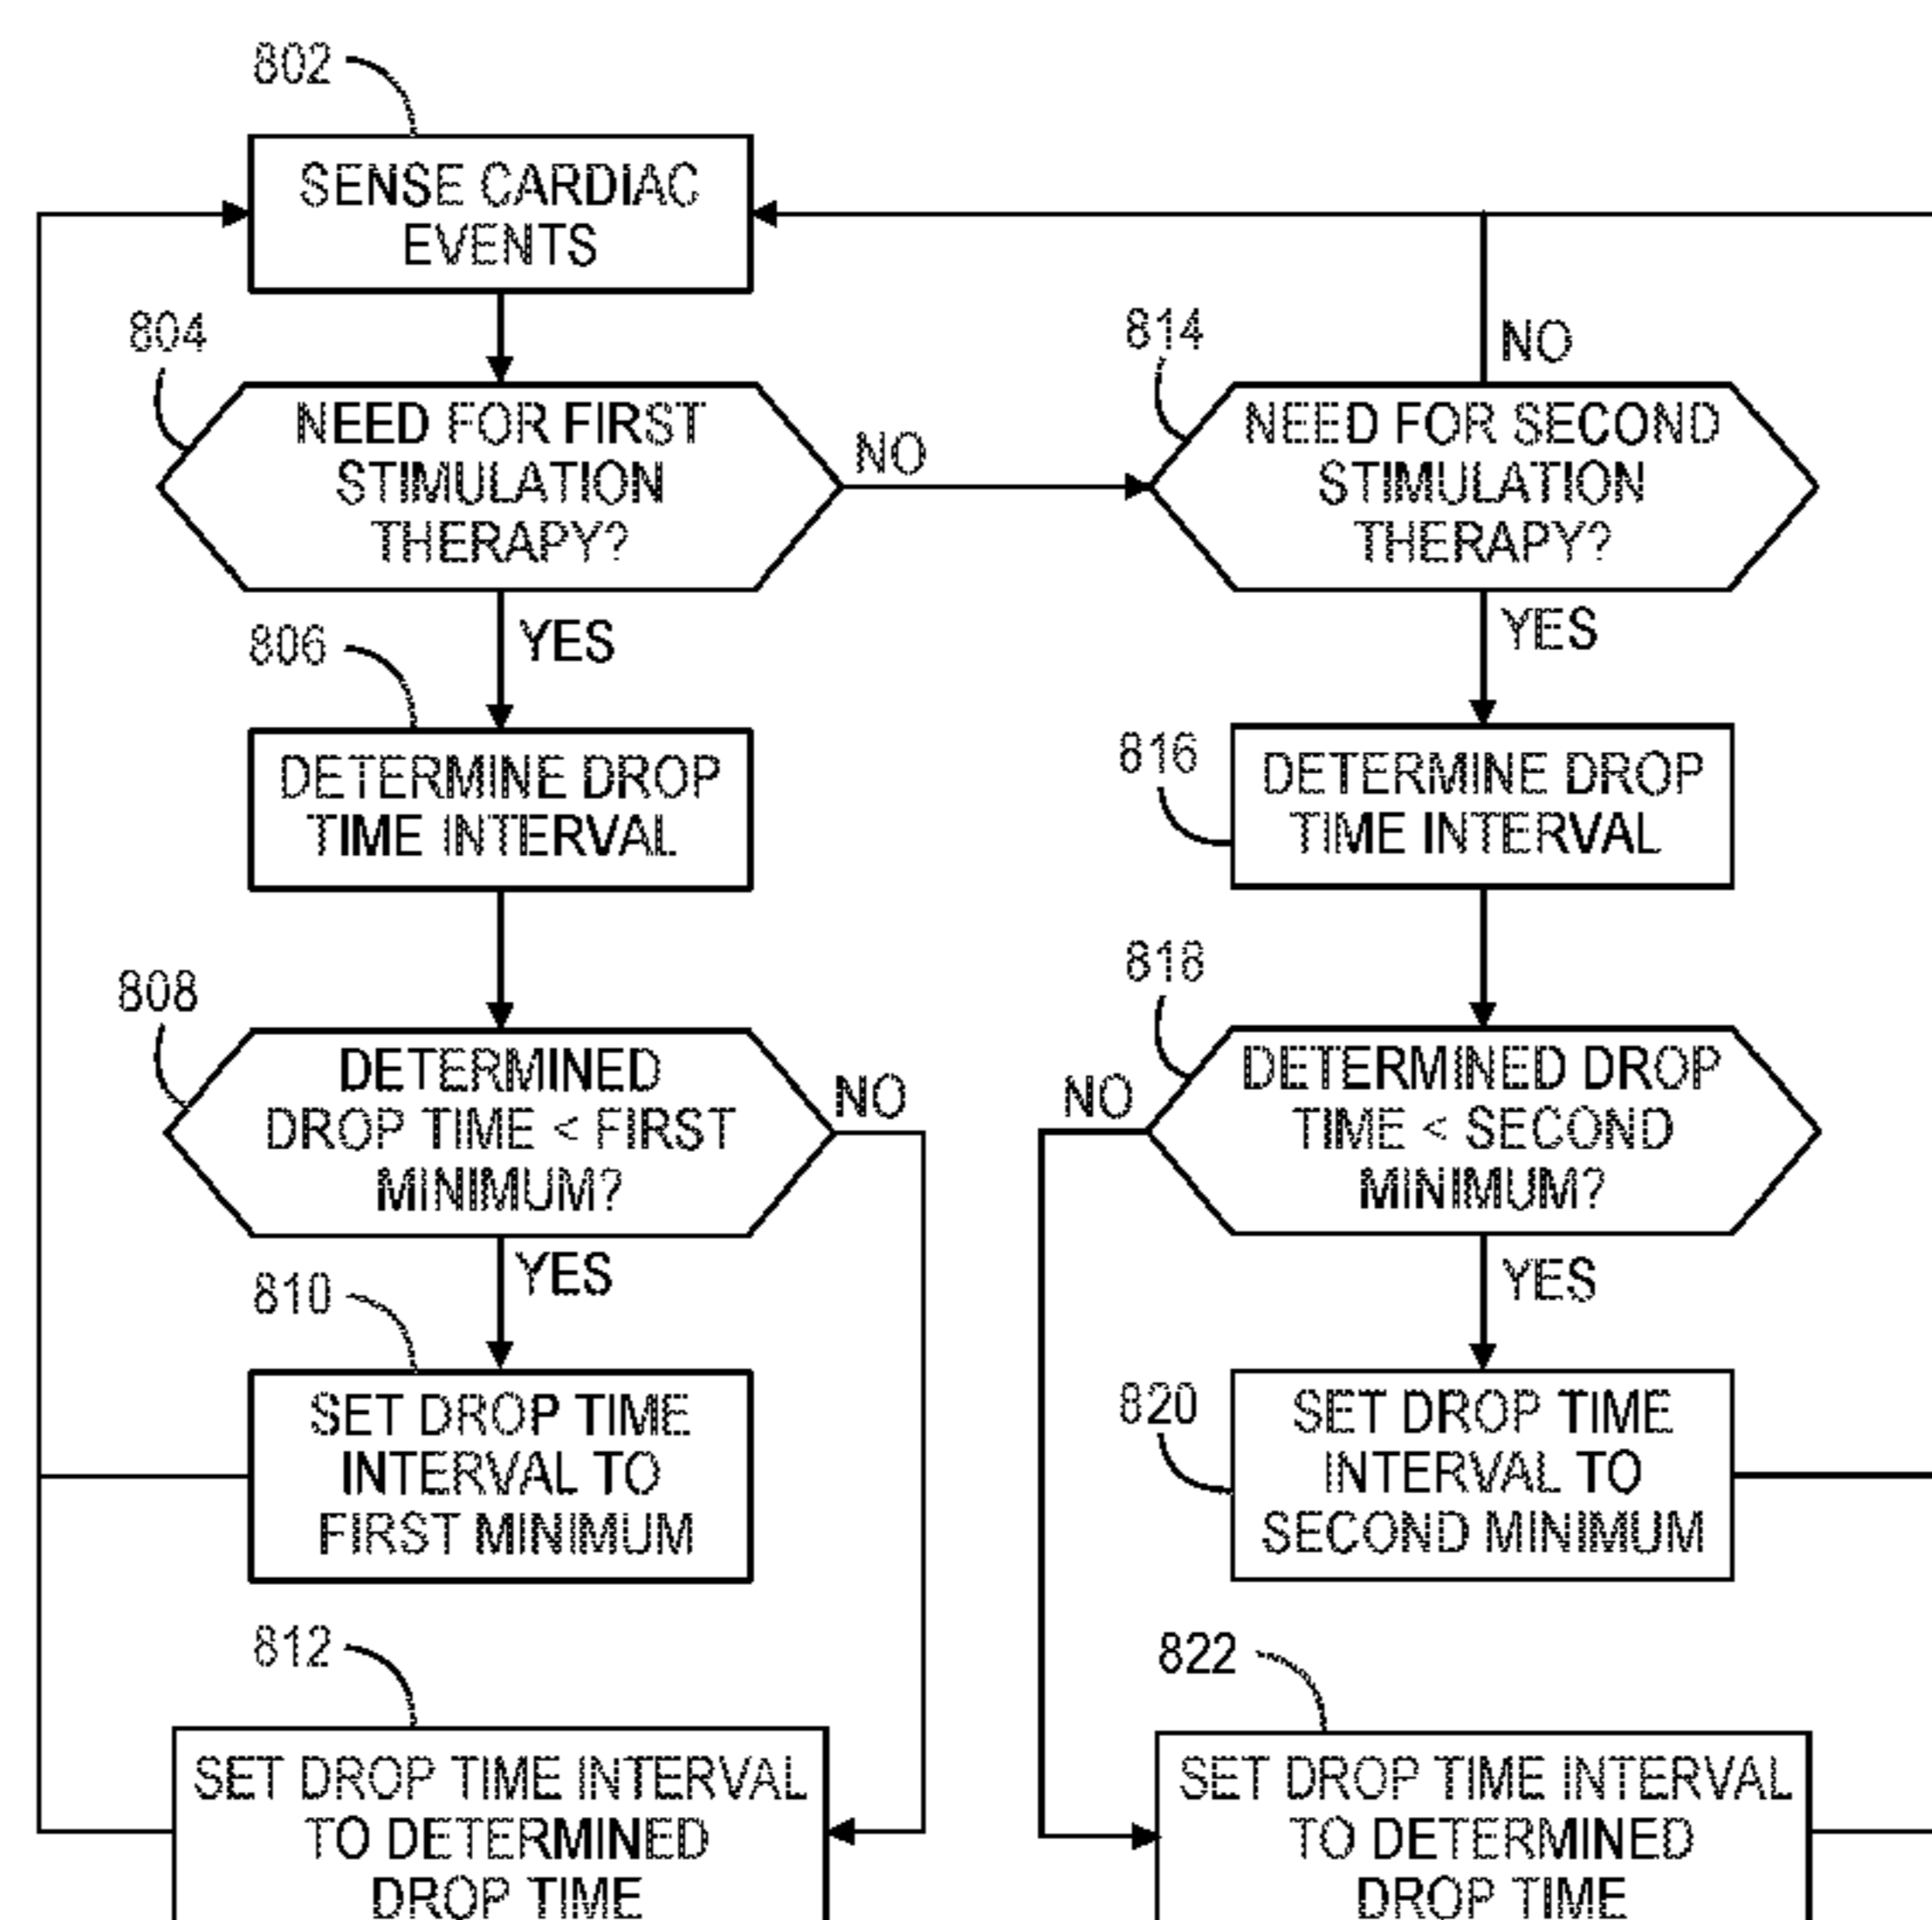 802
SENSE CARDIAC
EVENTS
804
NEED FOR FIRST
STIMULATION
THERAPY?
NO
814
NO
NEED FOR SECOND
STIMULATION
THERAPY?
YES
806
DETERMINE DROP
TIME INTERVAL
YES
816
DETERMINE DROP
TIME INTERVAL
808
DETERMINED
DROP TIME < FIRST
MINIMUM?
NO
818
NO
DETERMINED DROP
TIME < SECOND
MINIMUM?
YES
810
SET DROP TIME
INTERVAL TO
FIRST MINIMUM
YES
820
SET DROP TIME
INTERVAL TO
SECOND MINIMUM
812
SET DROP TIME INTERVAL
TO DETERMINED
DROP TIME
822
SET DROP TIME INTERVAL
TO DETERMINED
DROP TIME